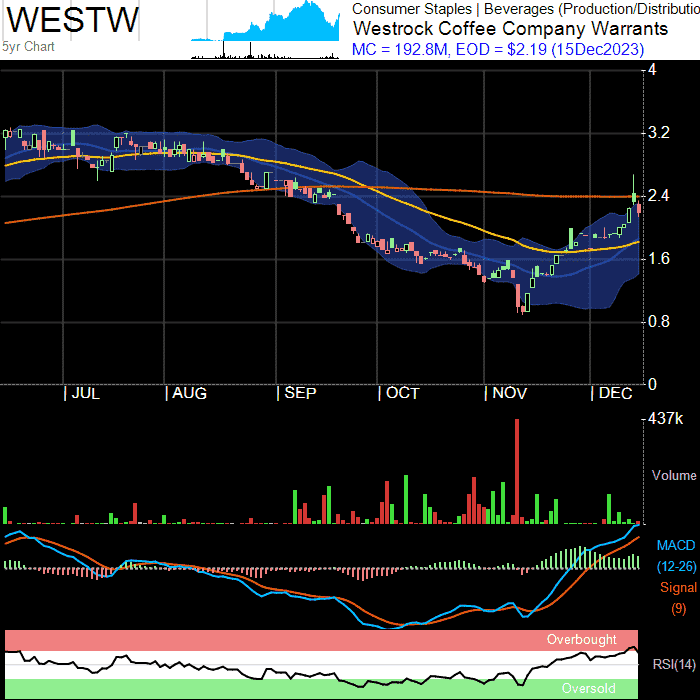 WESTW
5yr Chart
Consumer Staples | Beverages (Production/Distributio
Westrock Coffee Company Warrants
MC = 192.8M, EOD = $2.19 (15Dec2023)
4
3.2
2.4
1.6
0.8
0
JUL AUG SEP OCT NOV DEC
437k
Volume
MACD
(12-26)
Signal
(9)
Overbought
RSI(14)
Oversold